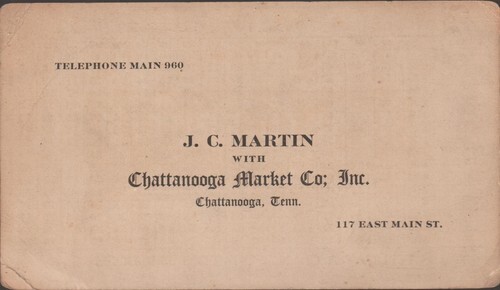 TELEPHONE MAIN 960
J. C. MARTIN
WITH
Chattanooga Market Co; Inc.
Chattanooga, Tenn.
117 EAST MAIN ST.